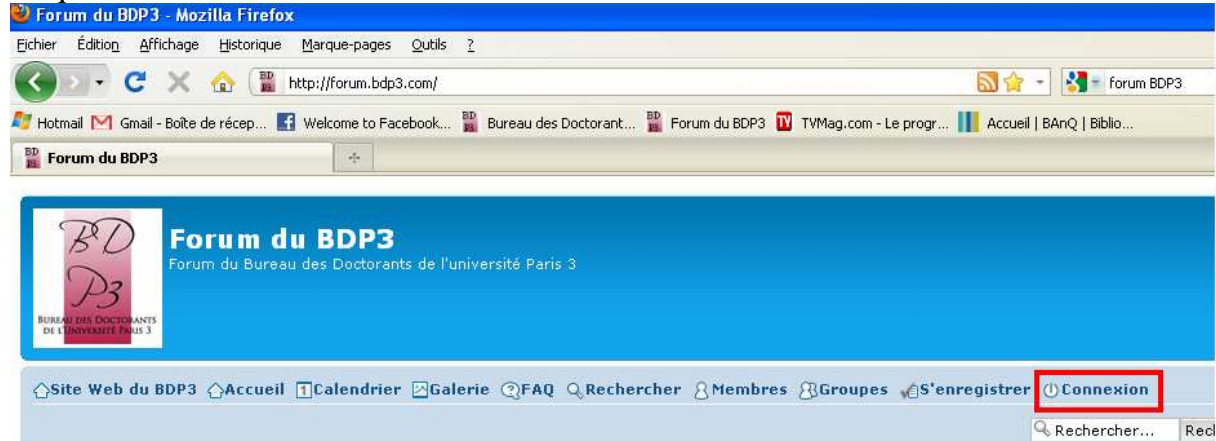 Forum du BDP3 - Mozilla Firefox
Eichier Édition Affichage Historique Marque-pages Outils ?
http://forum.bdp3.com/ forum BDP3
Hotmail Gmail - Boîte de récep... Welcome to Facebook... Bureau des Doctorant... Forum du BDP3 TVMag.com - Le progr... Accueil | BAnQ | Biblio...
Forum du BDP3
BD
P3
BUREAU DES DOCTORANTS
DE L'UNIVERSITÉ PARIS 3
Forum du BDP3
Forum du Bureau des Doctorants de l'université Paris 3
Site Web du BDP3 Accueil Calendrier Galerie FAQ Rechercher Membres Groupes S'enregistrer Connexion
Rechercher... Recl